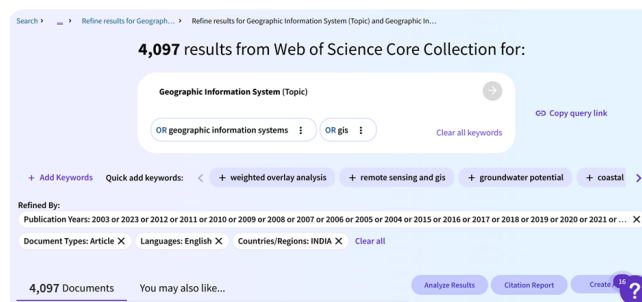 Search > ... > Refine results for Geograph... > Refine results for Geographic Information System (Topic) and Geographic In...
4,097 results from Web of Science Core Collection for:
Geographic Information System (Topic)
OR geographic information systems OR gis Clear all keywords
Copy query link
+ Add Keywords Quick add keywords: < + weighted overlay analysis + remote sensing and gis + groundwater potential + coastal >
Refined By:
Publication Years: 2003 or 2023 or 2012 or 2011 or 2010 or 2009 or 2008 or 2007 or 2006 or 2005 or 2004 or 2015 or 2016 or 2017 or 2018 or 2019 or 2020 or 2021 or ... X
Document Types: Article X Languages: English X Countries/Regions: INDIA X Clear all
4,097 Documents You may also like... Analyze Results Citation Report Create 16 ?